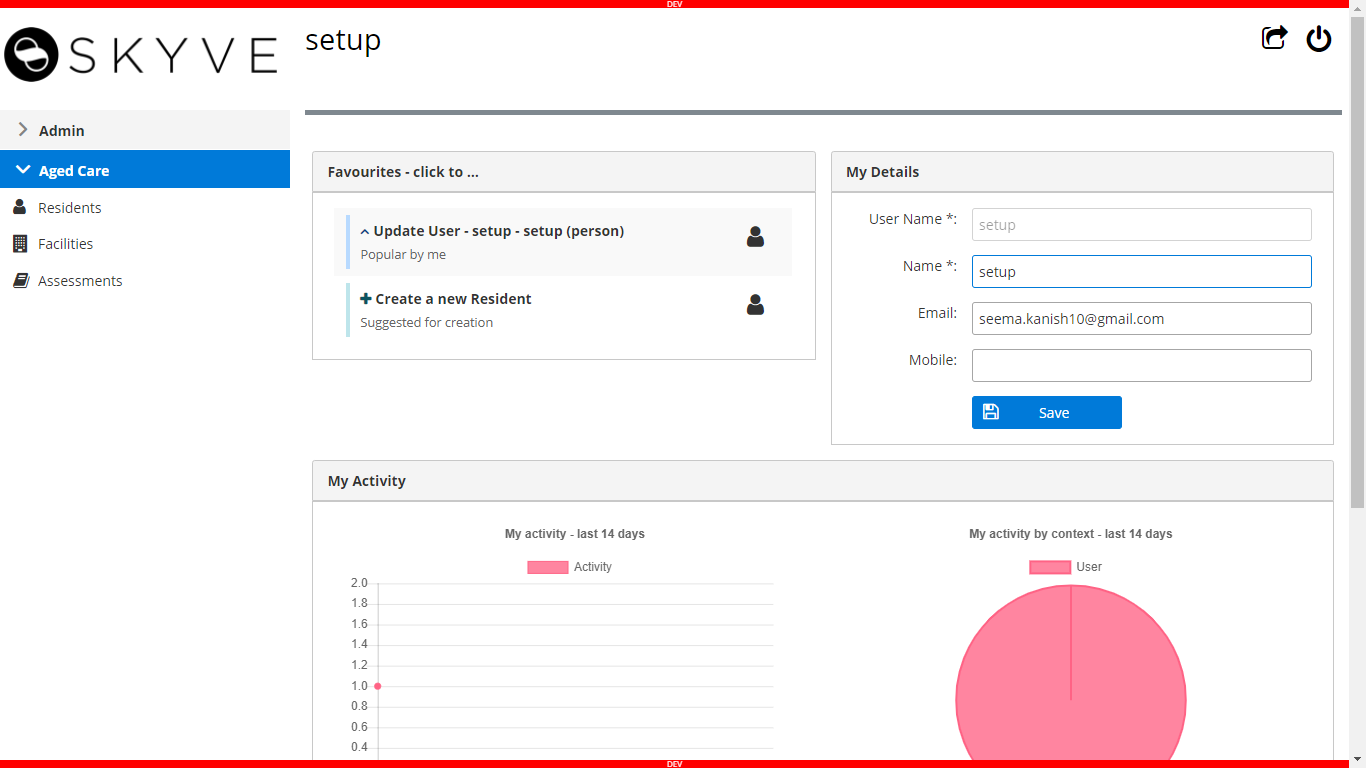 DEV
SKYVE
setup
Admin
Aged Care
Residents
Facilities
Assessments
Favourites - click to ...
Update User - setup - setup (person)
Popular by me
Create a new Resident
Suggested for creation
My Details
User Name *:
setup
Name *:
setup
Email:
seema.kanish10@gmail.com
Mobile:
Save
My Activity
My activity - last 14 days
Activity
2.0
1.8
1.6
1.4
1.2
1.0
0.8
0.6
0.4
My activity by context - last 14 days
User
DEV